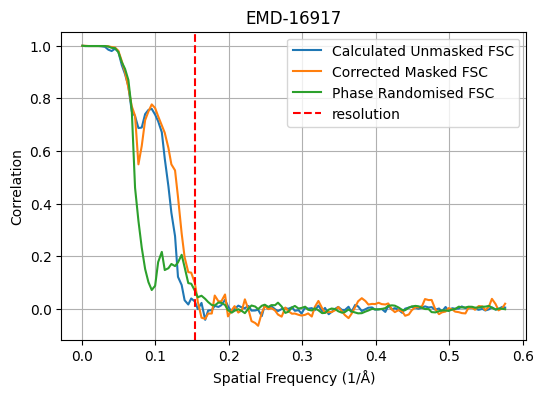 EMD-16917
Calculated Unmasked FSC
Corrected Masked FSC
Phase Randomised FSC
resolution
Correlation
1.0
0.8
0.6
0.4
0.2
0.0
0.0 0.1 0.2 0.3 0.4 0.5 0.6
Spatial Frequency (1/Å)